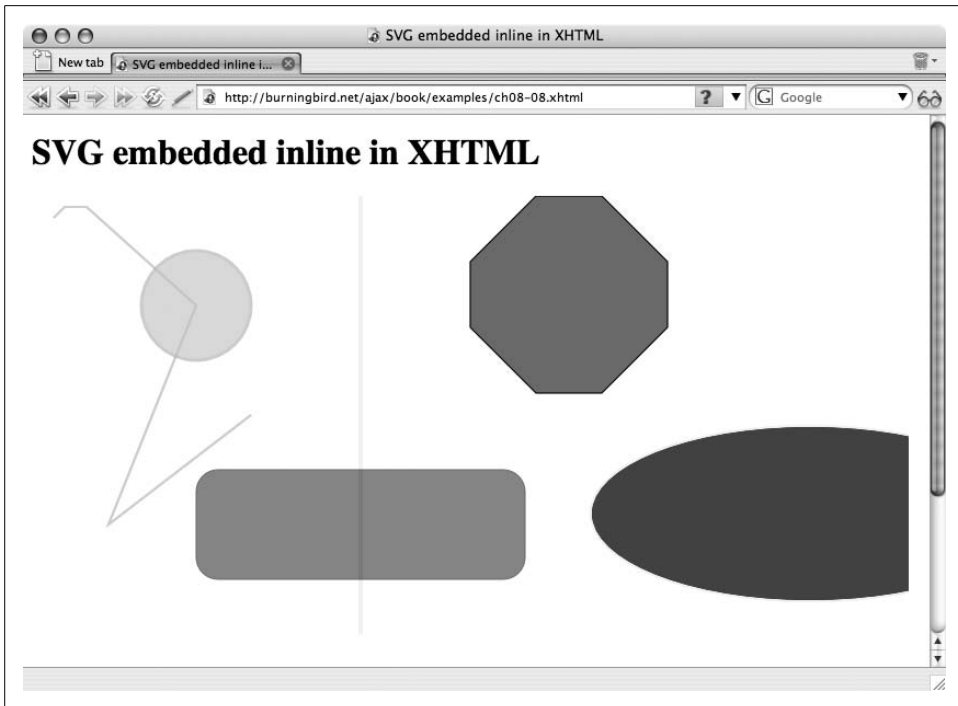 SVG embedded inline in XHTML
New tab
SVG embedded inline i...
http://burningbird.net/ajax/book/examples/ch08-08.xhtml
?
G Google
SVG embedded inline in XHTML